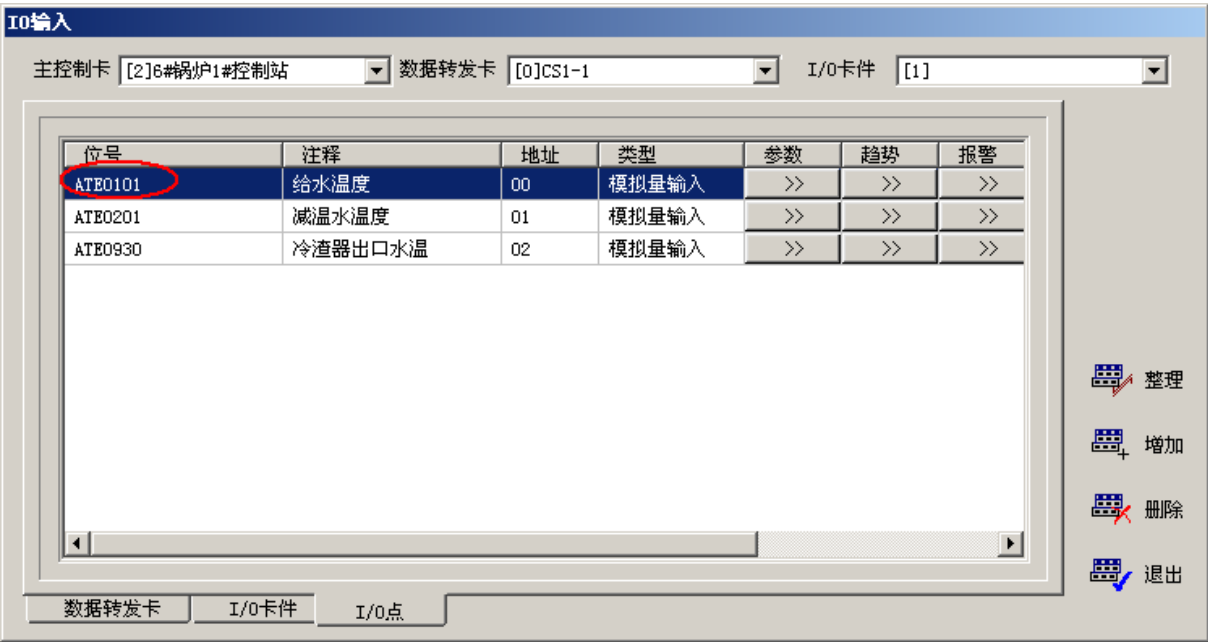 IO输入
主控制卡 [2]6#锅炉1#控制站 数据转发卡 [0]CS1-1 I/O卡件 [1]
位号 注释 地址 类型 参数 趋势 报警
ATE0101 给水温度 00 模拟量输入 >> >> >>
ATE0201 减温水温度 01 模拟量输入 >> >> >>
ATE0930 冷渣器出口水温 02 模拟量输入 >> >> >>
整理
增加
删除
退出
数据转发卡 I/O卡件 I/O点